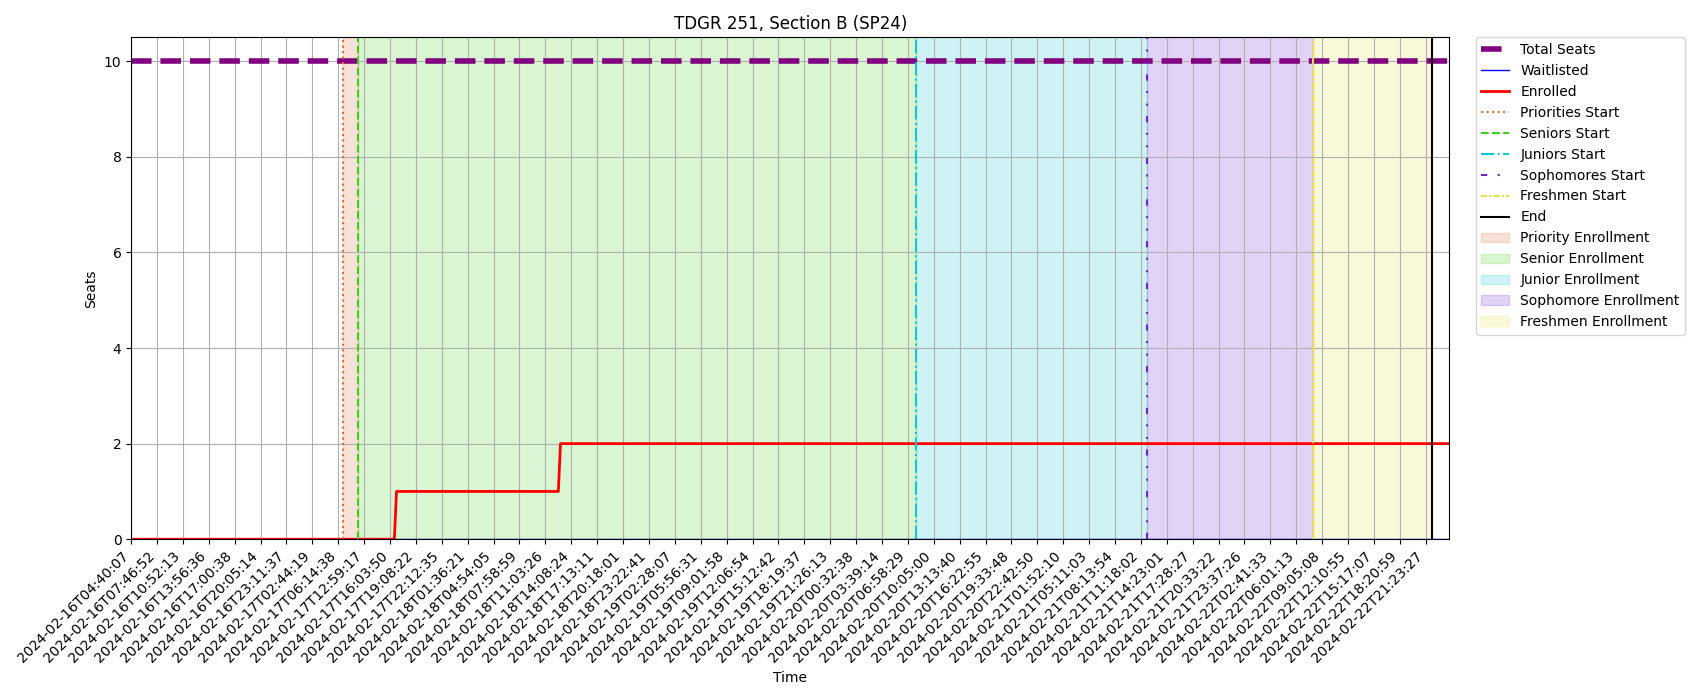 TDGR 251, Section B (SP24)
10
8
6
4
2
0
Seats
2024-02-16T04:40:07
2024-02-16T07:46:52
2024-02-16T10:52:13
2024-02-16T13:56:36
2024-02-16T17:00:38
2024-02-16T20:05:14
2024-02-16T23:11:37
2024-02-17T02:44:19
2024-02-17T06:14:38
2024-02-17T12:59:17
2024-02-17T16:03:50
2024-02-17T19:08:22
2024-02-17T22:12:35
2024-02-18T01:36:21
2024-02-18T04:54:05
2024-02-18T07:58:59
2024-02-18T11:03:26
2024-02-18T14:08:24
2024-02-18T17:13:11
2024-02-18T20:18:01
2024-02-18T23:22:41
2024-02-19T02:28:07
2024-02-19T05:56:31
2024-02-19T09:01:58
2024-02-19T12:06:54
2024-02-19T15:12:42
2024-02-19T18:19:37
2024-02-19T21:26:13
2024-02-20T00:32:38
2024-02-20T03:39:14
2024-02-20T06:58:29
2024-02-20T10:05:00
2024-02-20T13:13:40
2024-02-20T16:22:55
2024-02-20T19:33:48
2024-02-20T22:42:50
2024-02-21T01:52:10
2024-02-21T05:11:03
2024-02-21T08:13:54
2024-02-21T11:18:02
2024-02-21T14:23:01
2024-02-21T17:28:27
2024-02-21T20:33:22
2024-02-21T23:37:26
2024-02-22T02:41:33
2024-02-22T06:01:13
2024-02-22T09:05:08
2024-02-22T12:10:55
2024-02-22T15:17:07
2024-02-22T18:20:59
2024-02-22T21:23:27
Time
Total Seats
Waitlisted
Enrolled
Priorities Start
Seniors Start
Juniors Start
Sophomores Start
Freshmen Start
End
Priority Enrollment
Senior Enrollment
Junior Enrollment
Sophomore Enrollment
Freshmen Enrollment